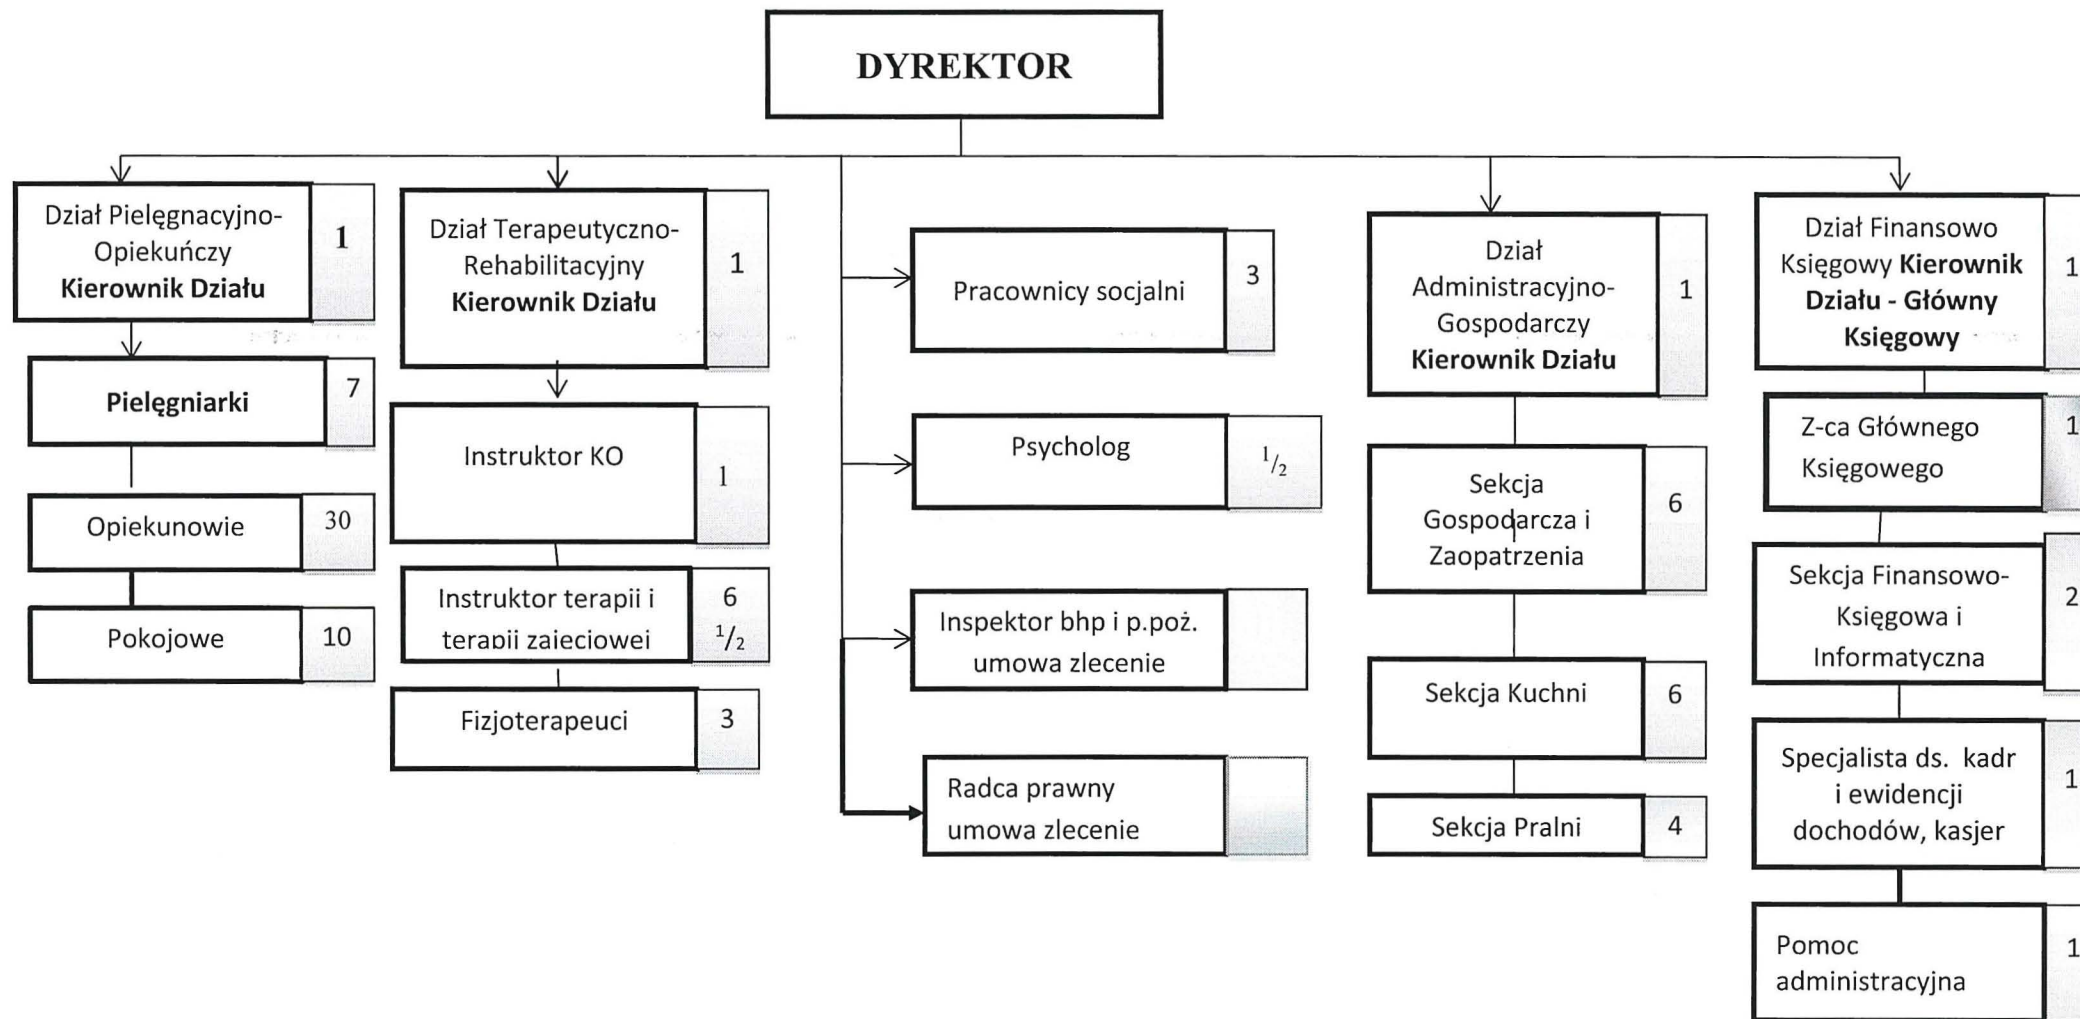 DYREKTOR
Dział Pielęgnacyjno-
Opiekuńczy
Kierownik Działu
1
Pielęgniarki
7
Opiekunowie
30
Pokojowe
10
Dział Terapeutyczno-
Rehabilitacyjny
Kierownik Działu
1
Instruktor KO
1
Instruktor terapii i
terapii zajęciowej
6
1/2
Fizjoterapeuci
3
Pracownicy socjalni
3
Psycholog
1/2
Inspektor bhp i p.poż.
umowa zlecenie
Radca prawny
umowa zlecenie
Dział
Administracyjno-
Gospodarczy
Kierownik Działu
1
Sekcja
Gospodarcza i
Zaopatrzenia
6
Sekcja Kuchni
6
Sekcja Pralni
4
Dział Finansowo
Księgowy Kierownik
Działu - Główny
Księgowy
1
Z-ca Głównego
Księgowego
1
Sekcja Finansowo-
Księgowa i
Informatyczna
2
Specjalista ds. kadr
i ewidencji
dochodów, kasjer
1
Pomoc
administracyjna
1